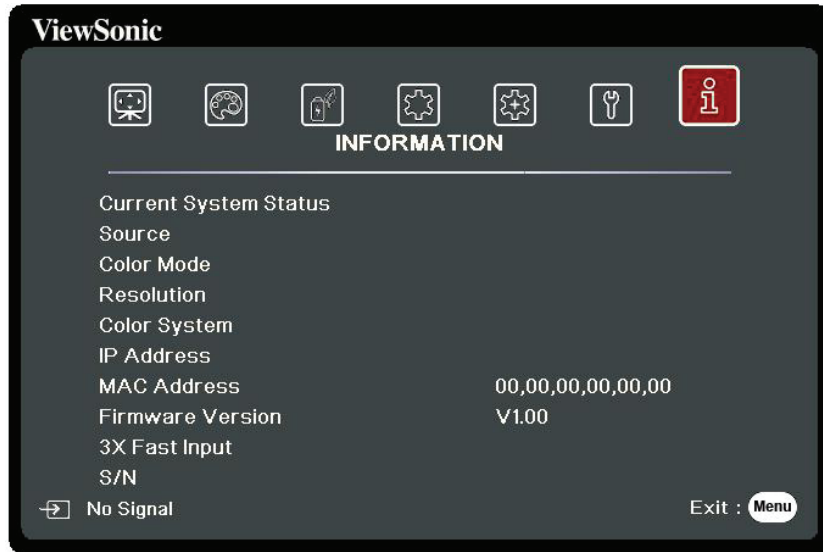 ViewSonic
INFORMATION
Current System Status
Source
Color Mode
Resolution
Color System
IP Address
MAC Address 00,00,00,00,00,00
Firmware Version V1.00
3X Fast Input
S/N
No Signal Exit : Menu